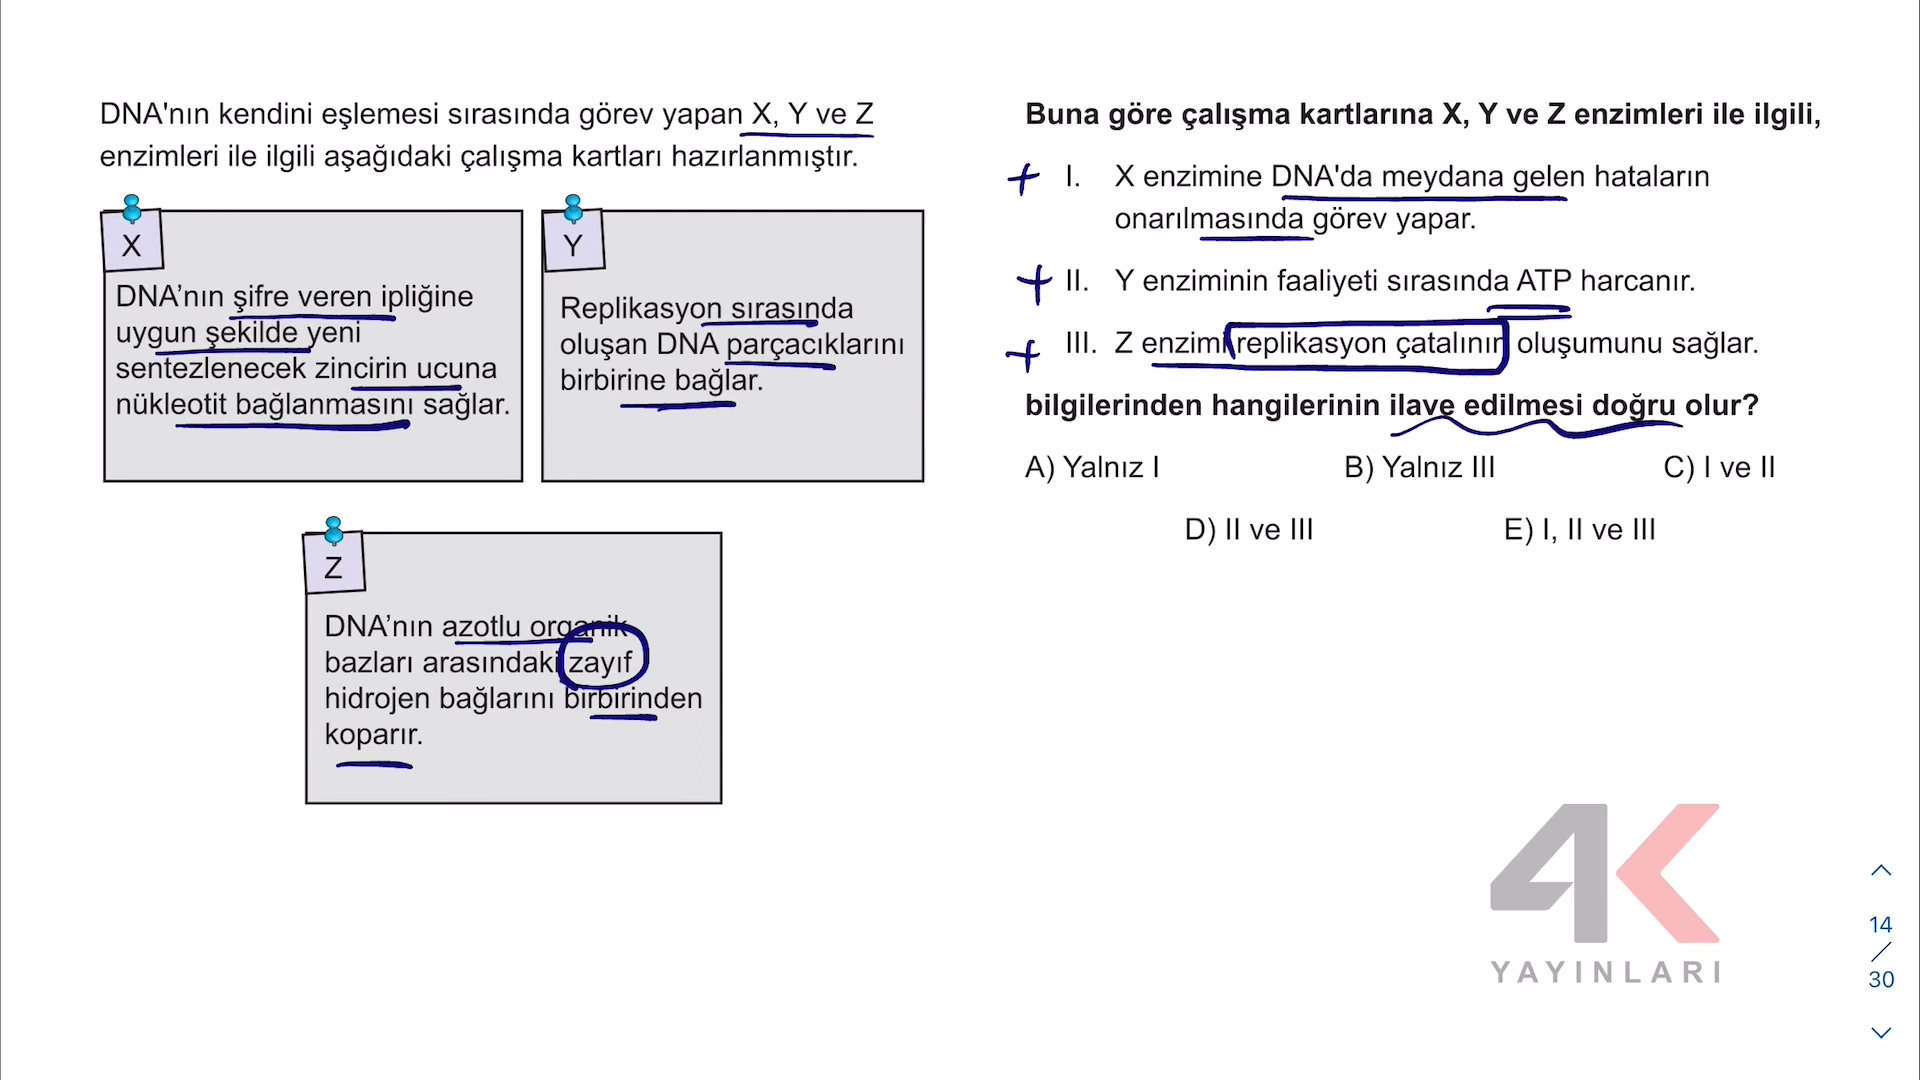 DNA'nın kendini eşlemesi sırasında görev yapan X, Y ve Z
enzimleri ile ilgili aşağıdaki çalışma kartları hazırlanmıştır.
X
DNA’nın şifre veren ipliğine
uygun şekilde yeni
sentezlenecek zincirin ucuna
nükleotit bağlanmasını sağlar.
Y
Replikasyon sırasında
oluşan DNA parçacıklarını
birbirine bağlar.
Z
DNA’nın azotlu organik
bazları arasındaki zayıf
hidrojen bağlarını birbirinden
koparır.
Buna göre çalışma kartlarına X, Y ve Z enzimleri ile ilgili,
+ I. X enzimine DNA'da meydana gelen hataların
onarılmasında görev yapar.
+ II. Y enziminin faaliyeti sırasında ATP harcanır.
+ III. Z enzimi replikasyon çatalının oluşumunu sağlar.
bilgilerinden hangilerinin ilave edilmesi doğru olur?
A) Yalnız I B) Yalnız III C) I ve II
D) II ve III E) I, II ve III
4K
YAYINLARI
14
/
30